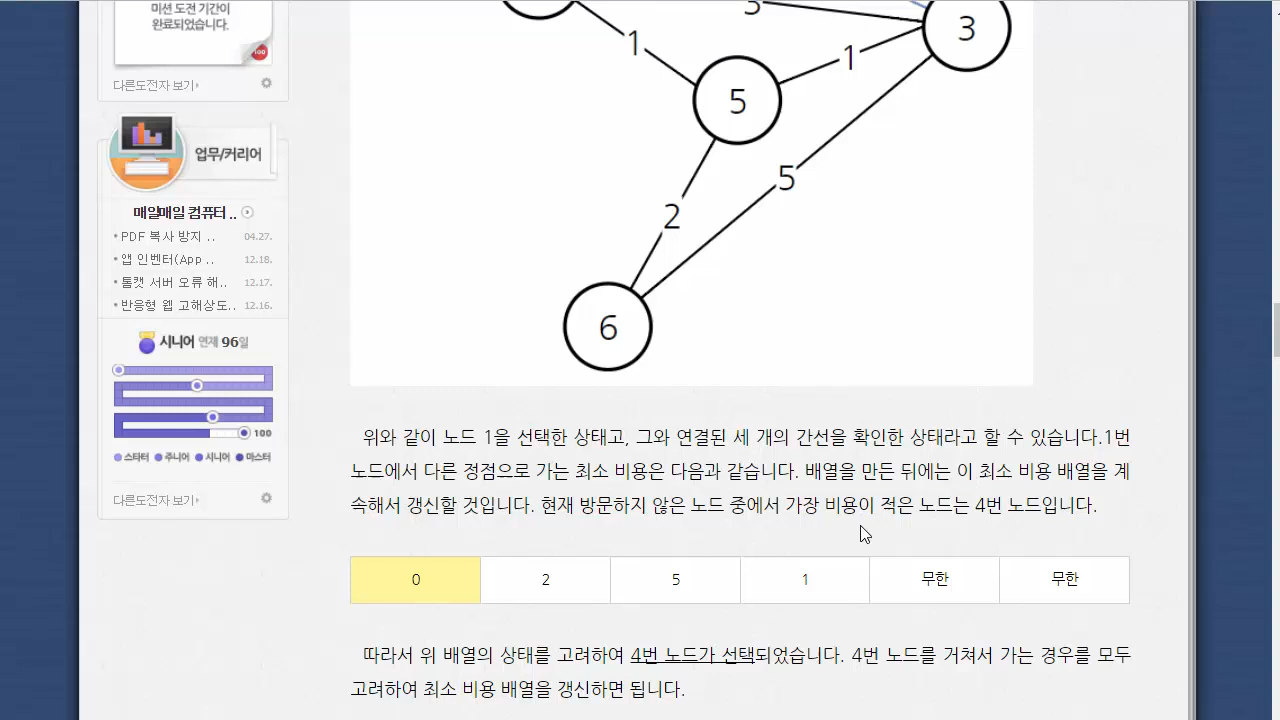 미션 도전 기간이
완료되었습니다.
100
다른도전자 보기
업무/커리어
매일매일 컴퓨터 ..
PDF 복사 방지 .. 04.27.
앱 인벤터(App .. 12.18.
톰캣 서버 오류 해.. 12.17.
반응형 웹 고해상도.. 12.16.
시니어 연재 96일
100
스타터 주니어 시니어 마스터
다른도전자 보기
3
3
1
1
5
5
2
6
위와 같이 노드 1을 선택한 상태고, 그와 연결된 세 개의 간선을 확인한 상태라고 할 수 있습니다.1번
노드에서 다른 정점으로 가는 최소 비용은 다음과 같습니다. 배열을 만든 뒤에는 이 최소 비용 배열을 계
속해서 갱신할 것입니다. 현재 방문하지 않은 노드 중에서 가장 비용이 적은 노드는 4번 노드입니다.
0 2 5 1 무한 무한
따라서 위 배열의 상태를 고려하여 4번 노드가 선택되었습니다. 4번 노드를 거쳐서 가는 경우를 모두
고려하여 최소 비용 배열을 갱신하면 됩니다.